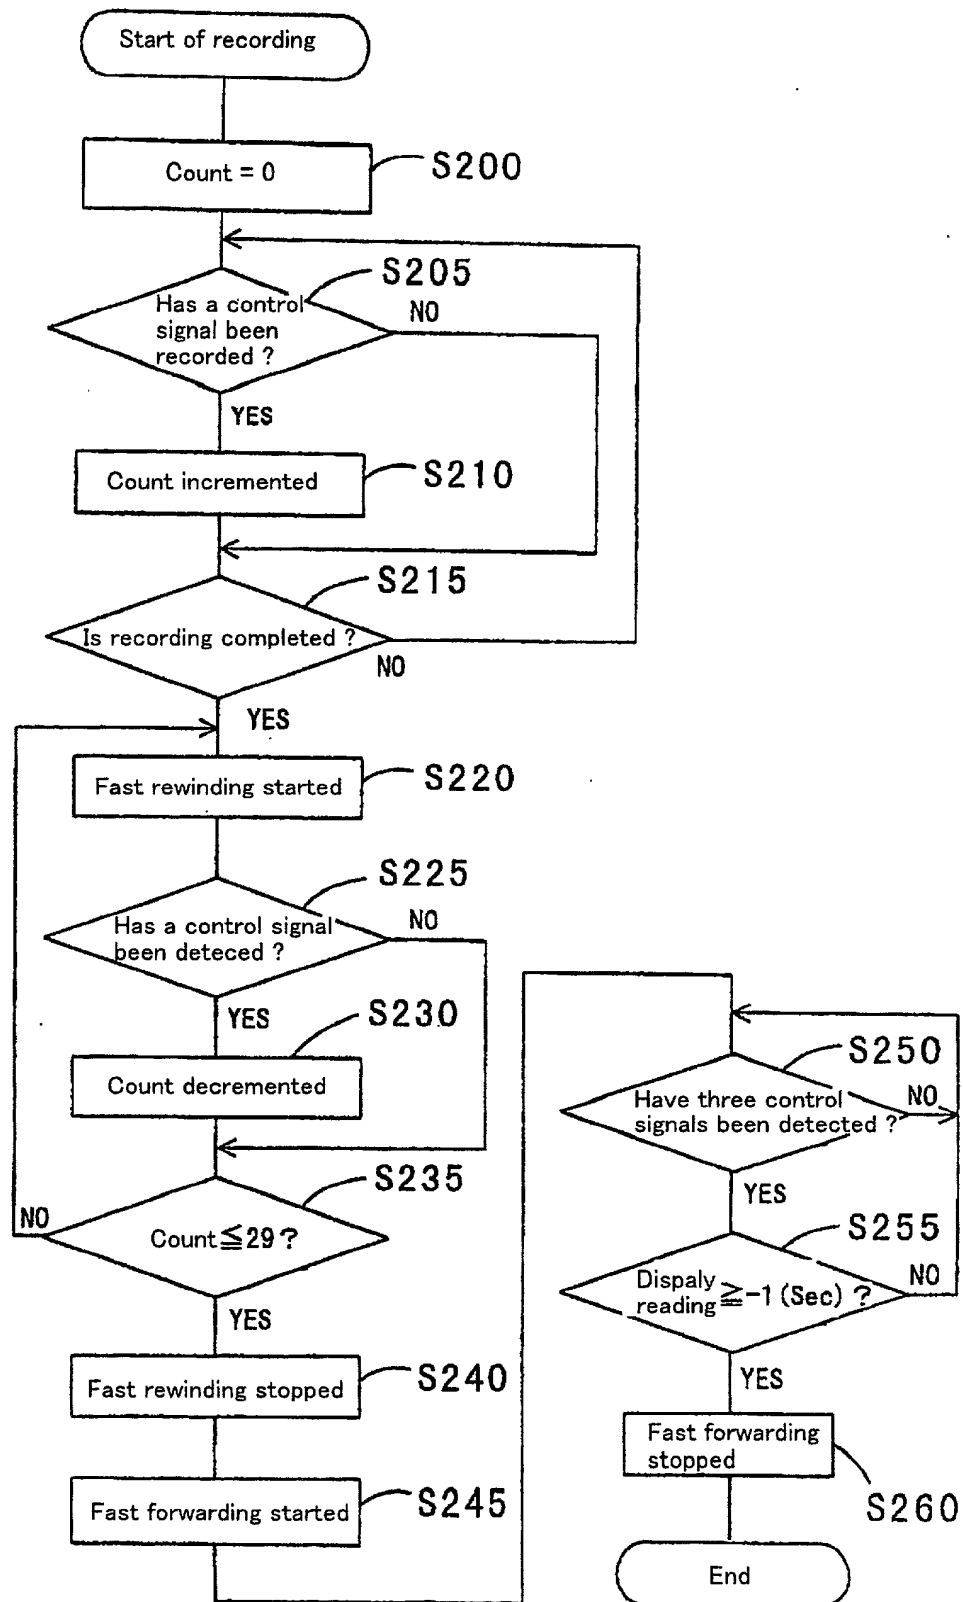 Start of recording
Count = 0
S200
S205
Has a control
signal been
recorded ?
NO
YES
Count incremented
S210
S215
Is recording completed ?
NO
YES
Fast rewinding started
S220
S225
Has a control signal
been deteced ?
NO
YES
S230
Count decremented
S235
Count≦29 ?
NO
YES
Fast rewinding stopped
S240
Fast forwarding started
S245
S250
Have three control
signals been detected ?
NO
YES
S255
Dispaly
reading ≧-1 (Sec) ?
NO
YES
Fast forwarding
stopped
S260
End